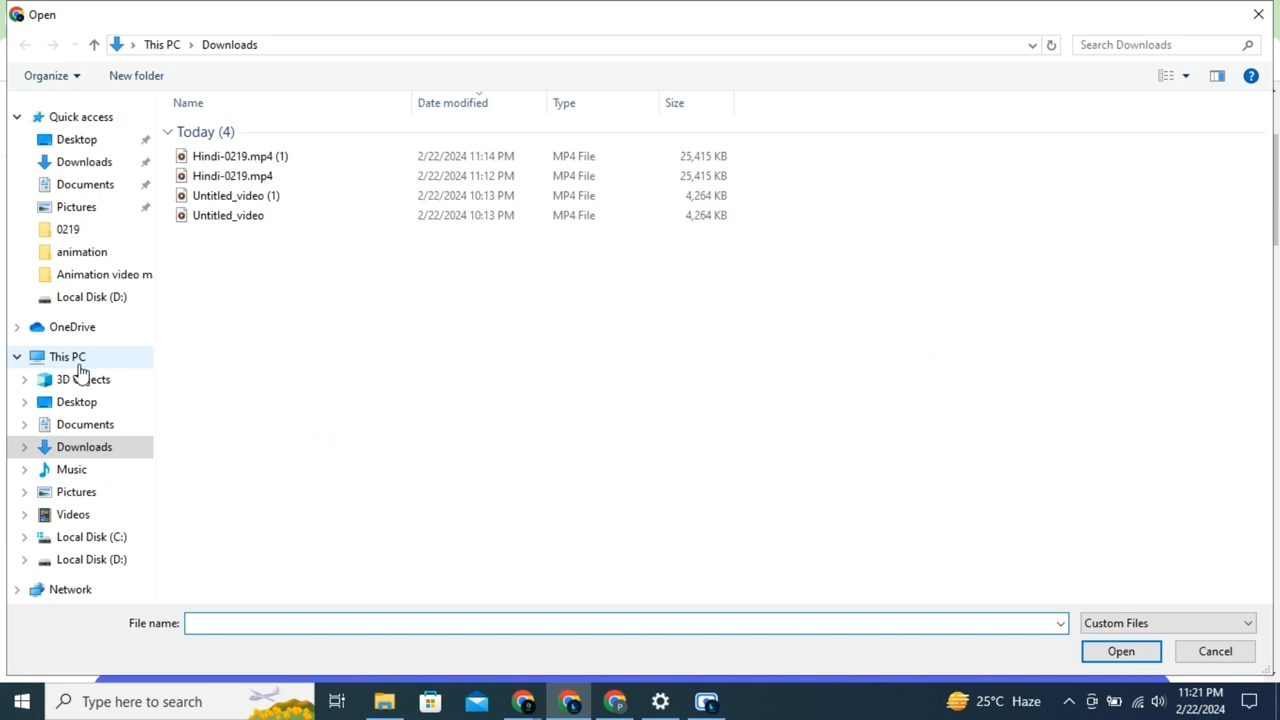 Open
This PC > Downloads
Search Downloads
Organize
New folder
Name
Date modified
Type
Size
Quick access
Desktop
Downloads
Documents
Pictures
0219
animation
Animation video m
Local Disk (D:)
OneDrive
This PC
3D Objects
Desktop
Documents
Downloads
Music
Pictures
Videos
Local Disk (C:)
Local Disk (D:)
Network
Today (4)
Hindi-0219.mp4 (1) 2/22/2024 11:14 PM MP4 File 25,415 KB
Hindi-0219.mp4 2/22/2024 11:12 PM MP4 File 25,415 KB
Untitled_video (1) 2/22/2024 10:13 PM MP4 File 4,264 KB
Untitled_video 2/22/2024 10:13 PM MP4 File 4,264 KB
File name:
Custom Files
Open
Cancel
Type here to search
25°C Haze
11:21 PM
2/22/2024